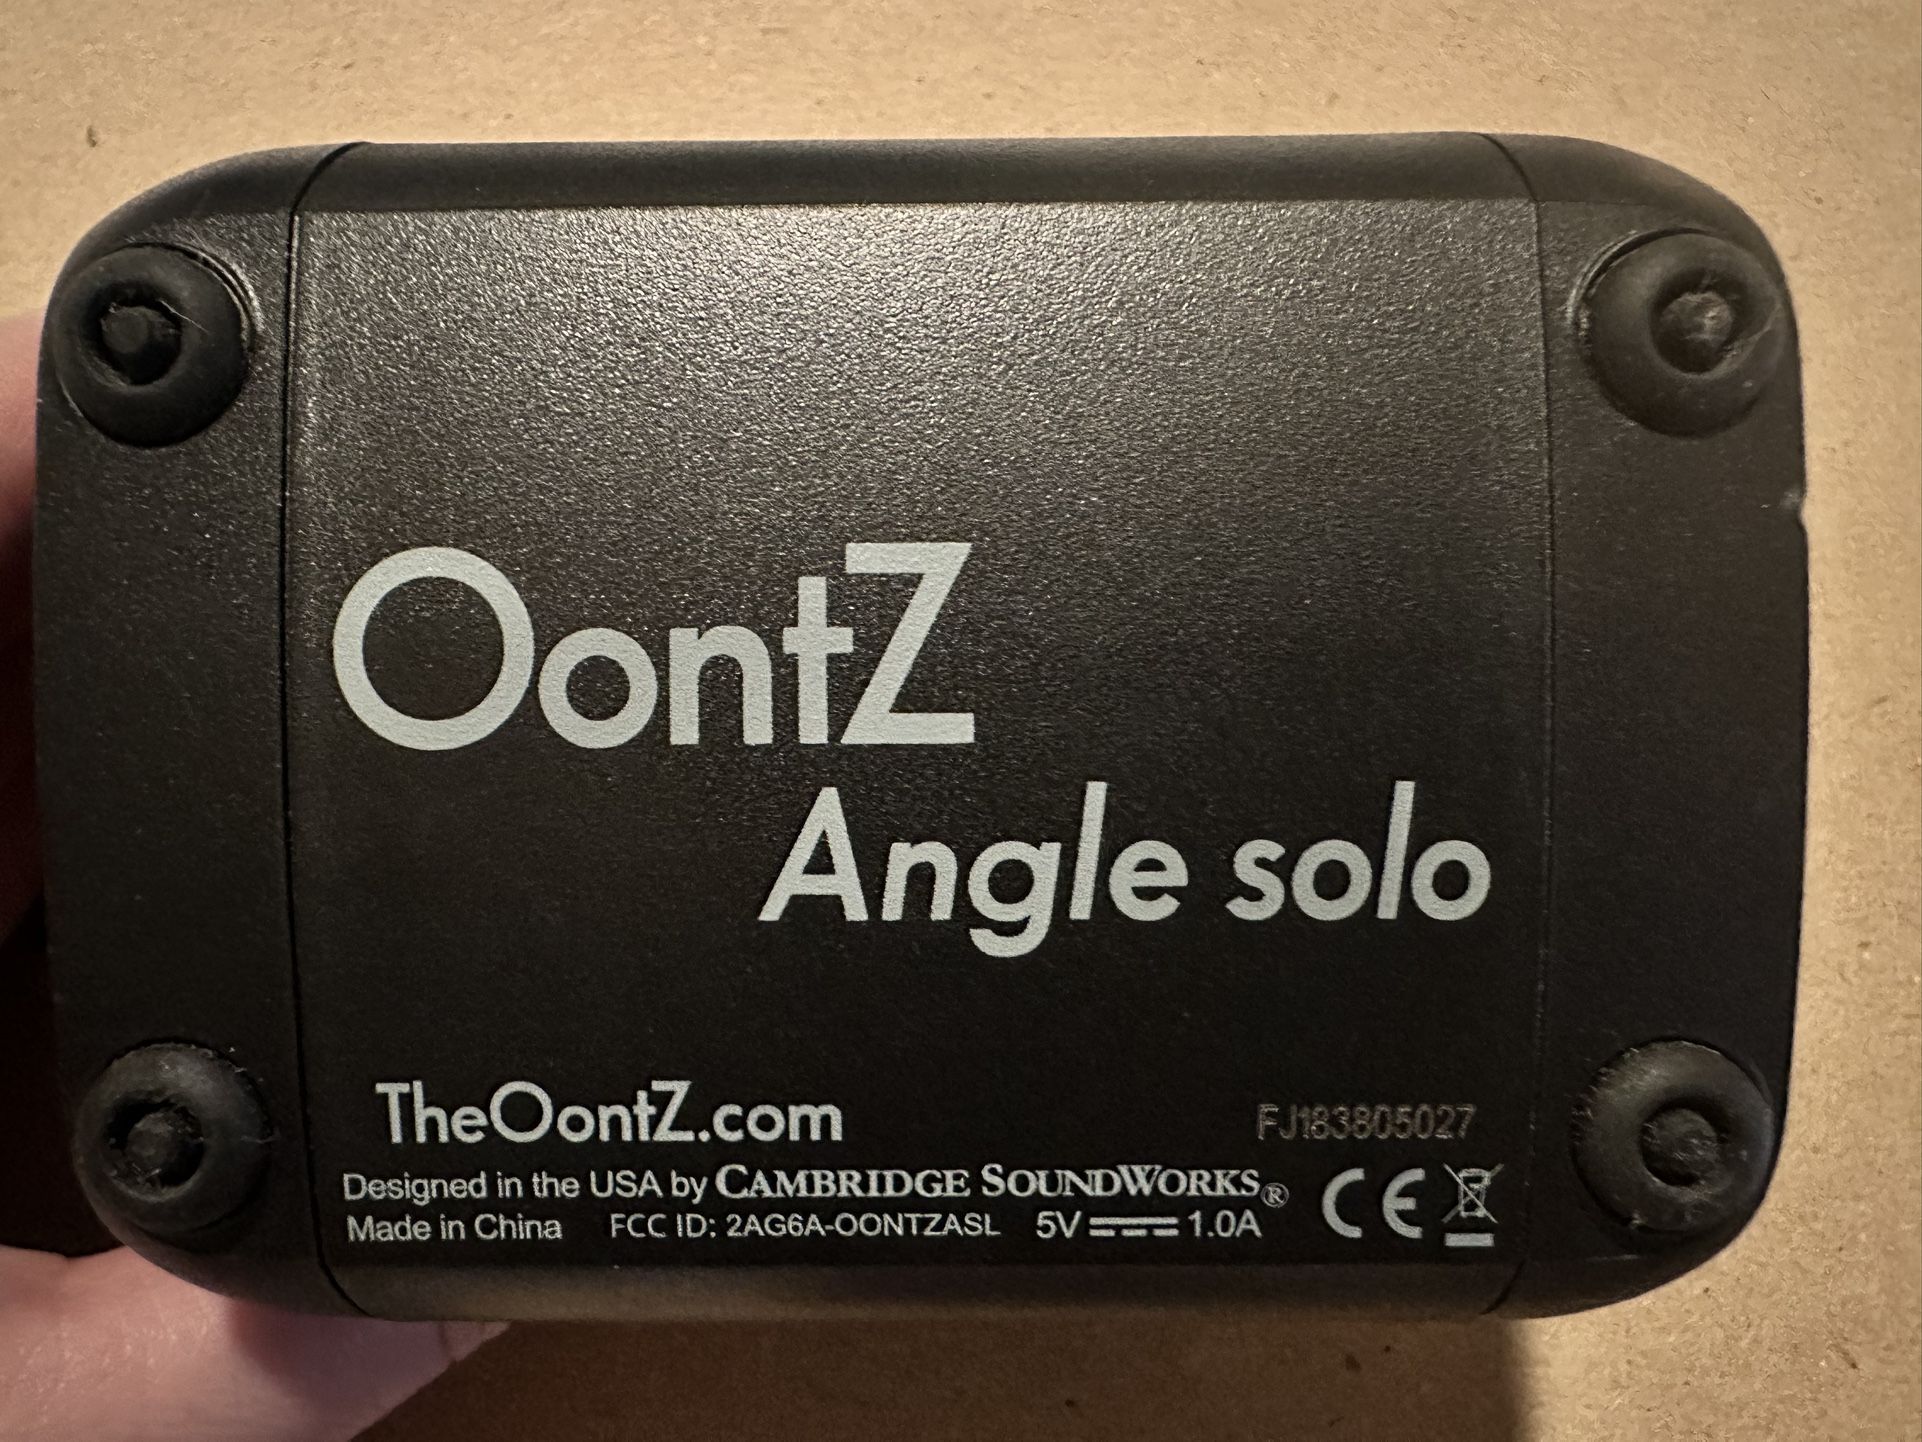 OontZ
Angle solo
TheOontZ.com
FJ183805027
Designed in the USA by CAMBRIDGE SOUNDWORKS®
Made in China FCC ID: 2AG6A-OONTZASL 5V⎓1.0A CE